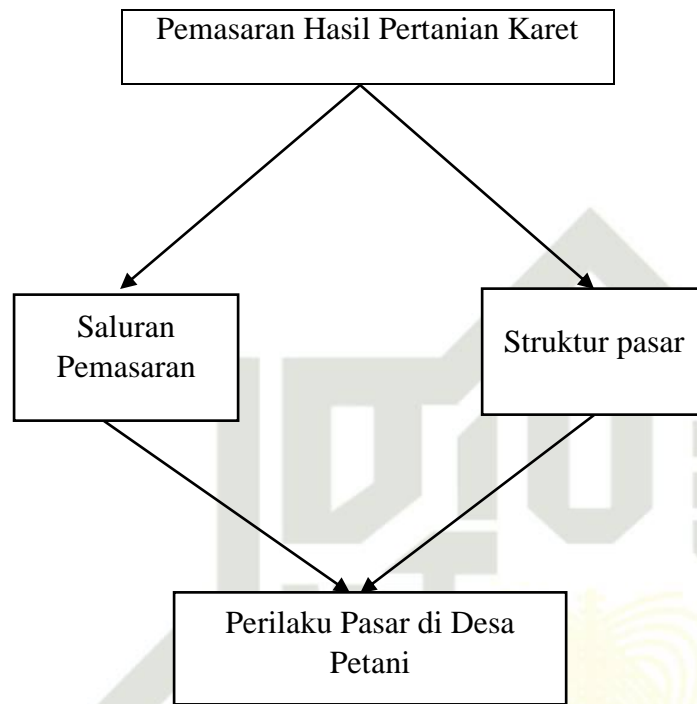 Pemasaran Hasil Pertanian Karet
Saluran
Pemasaran
Struktur pasar
Perilaku Pasar di Desa
Petani